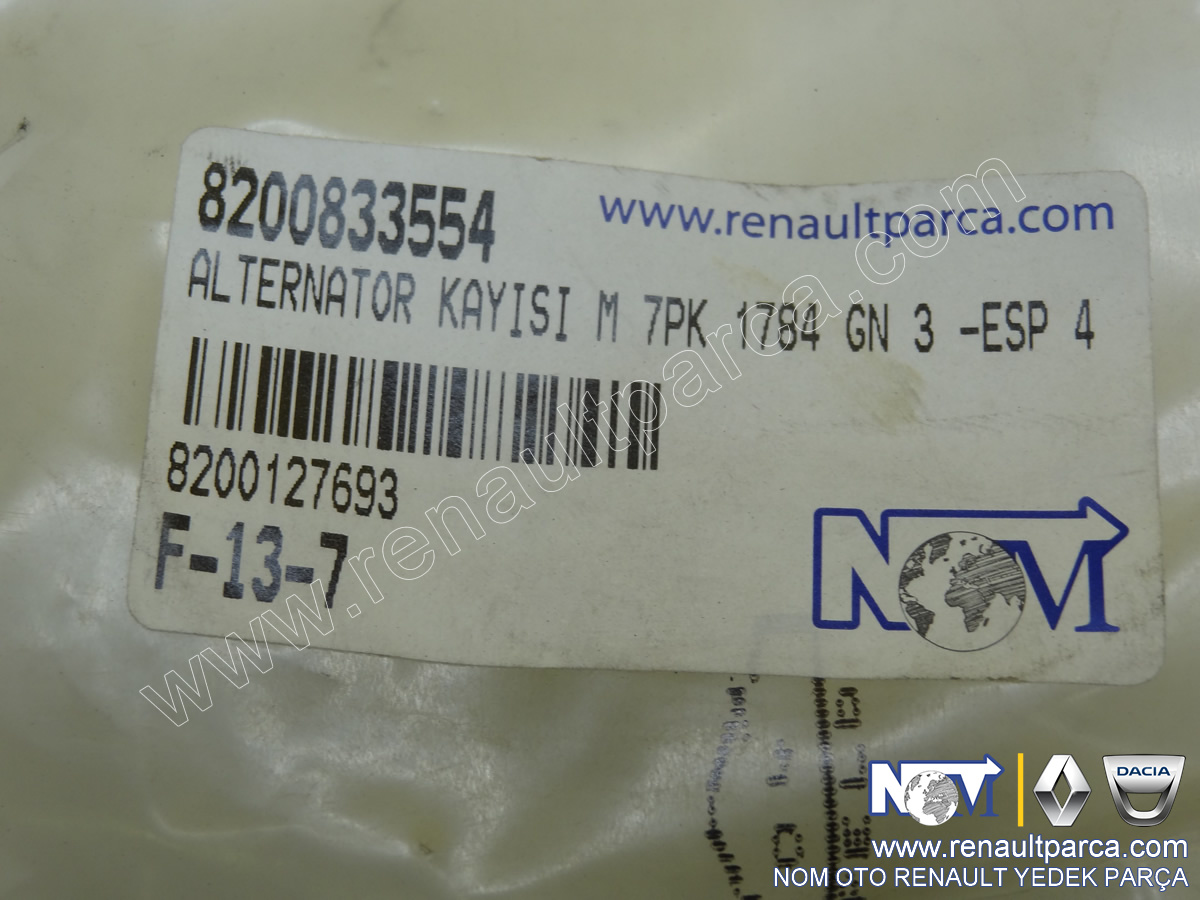 8200833554
www.renaultparca.com
ALTERNATOR KAYISI M 7PK 1784 GN 3 -ESP 4
8200127693
F-13-7
NOM
www.renaultparca.com
NOM
DACIA
www.renaultparca.com
NOM OTO RENAULT YEDEK PARÇA